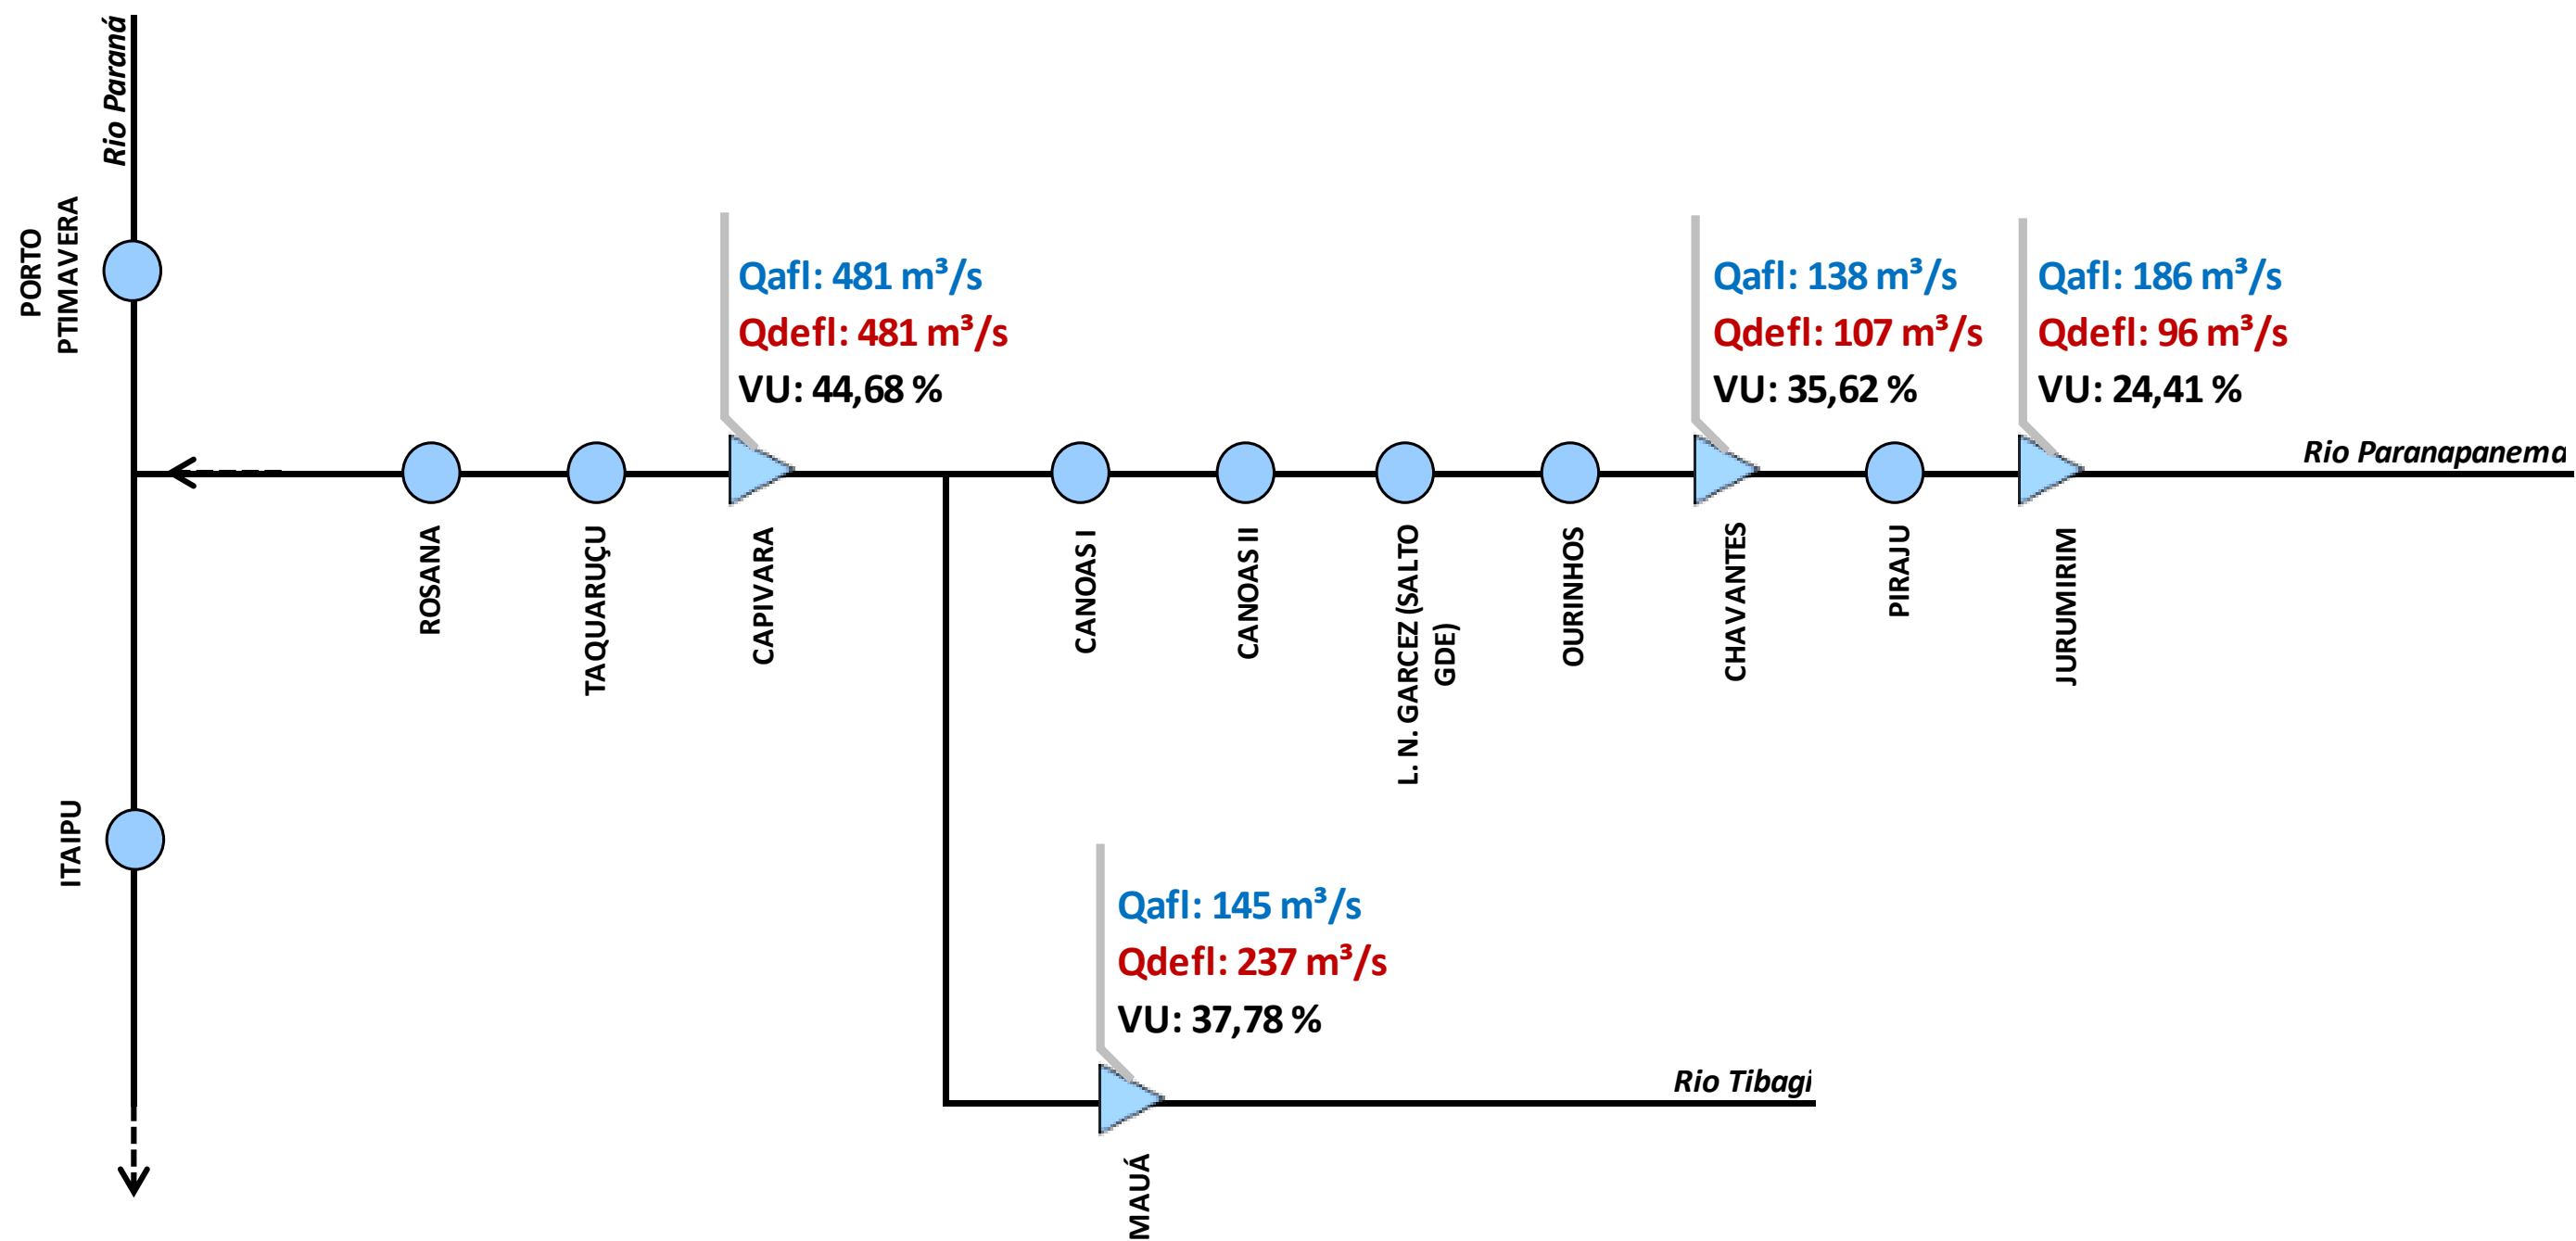 Rio Paraná
PORTO
PTIMAVERA
Qafl: 481 m³/s
Qdefl: 481 m³/s
VU: 44,68 %
Qafl: 138 m³/s
Qdefl: 107 m³/s
VU: 35,62 %
Qafl: 186 m³/s
Qdefl: 96 m³/s
VU: 24,41 %
Rio Paranapanema
ROSANA
TAQUARUÇU
CAPIVARA
CANOAS I
CANOAS II
L. N. GARCEZ (SALTO
GDE)
OURINHOS
CHAVANTES
PIRAJU
JURUMIRIM
ITAIPU
Qafl: 145 m³/s
Qdefl: 237 m³/s
VU: 37,78 %
Rio Tibagi
MAUÁ